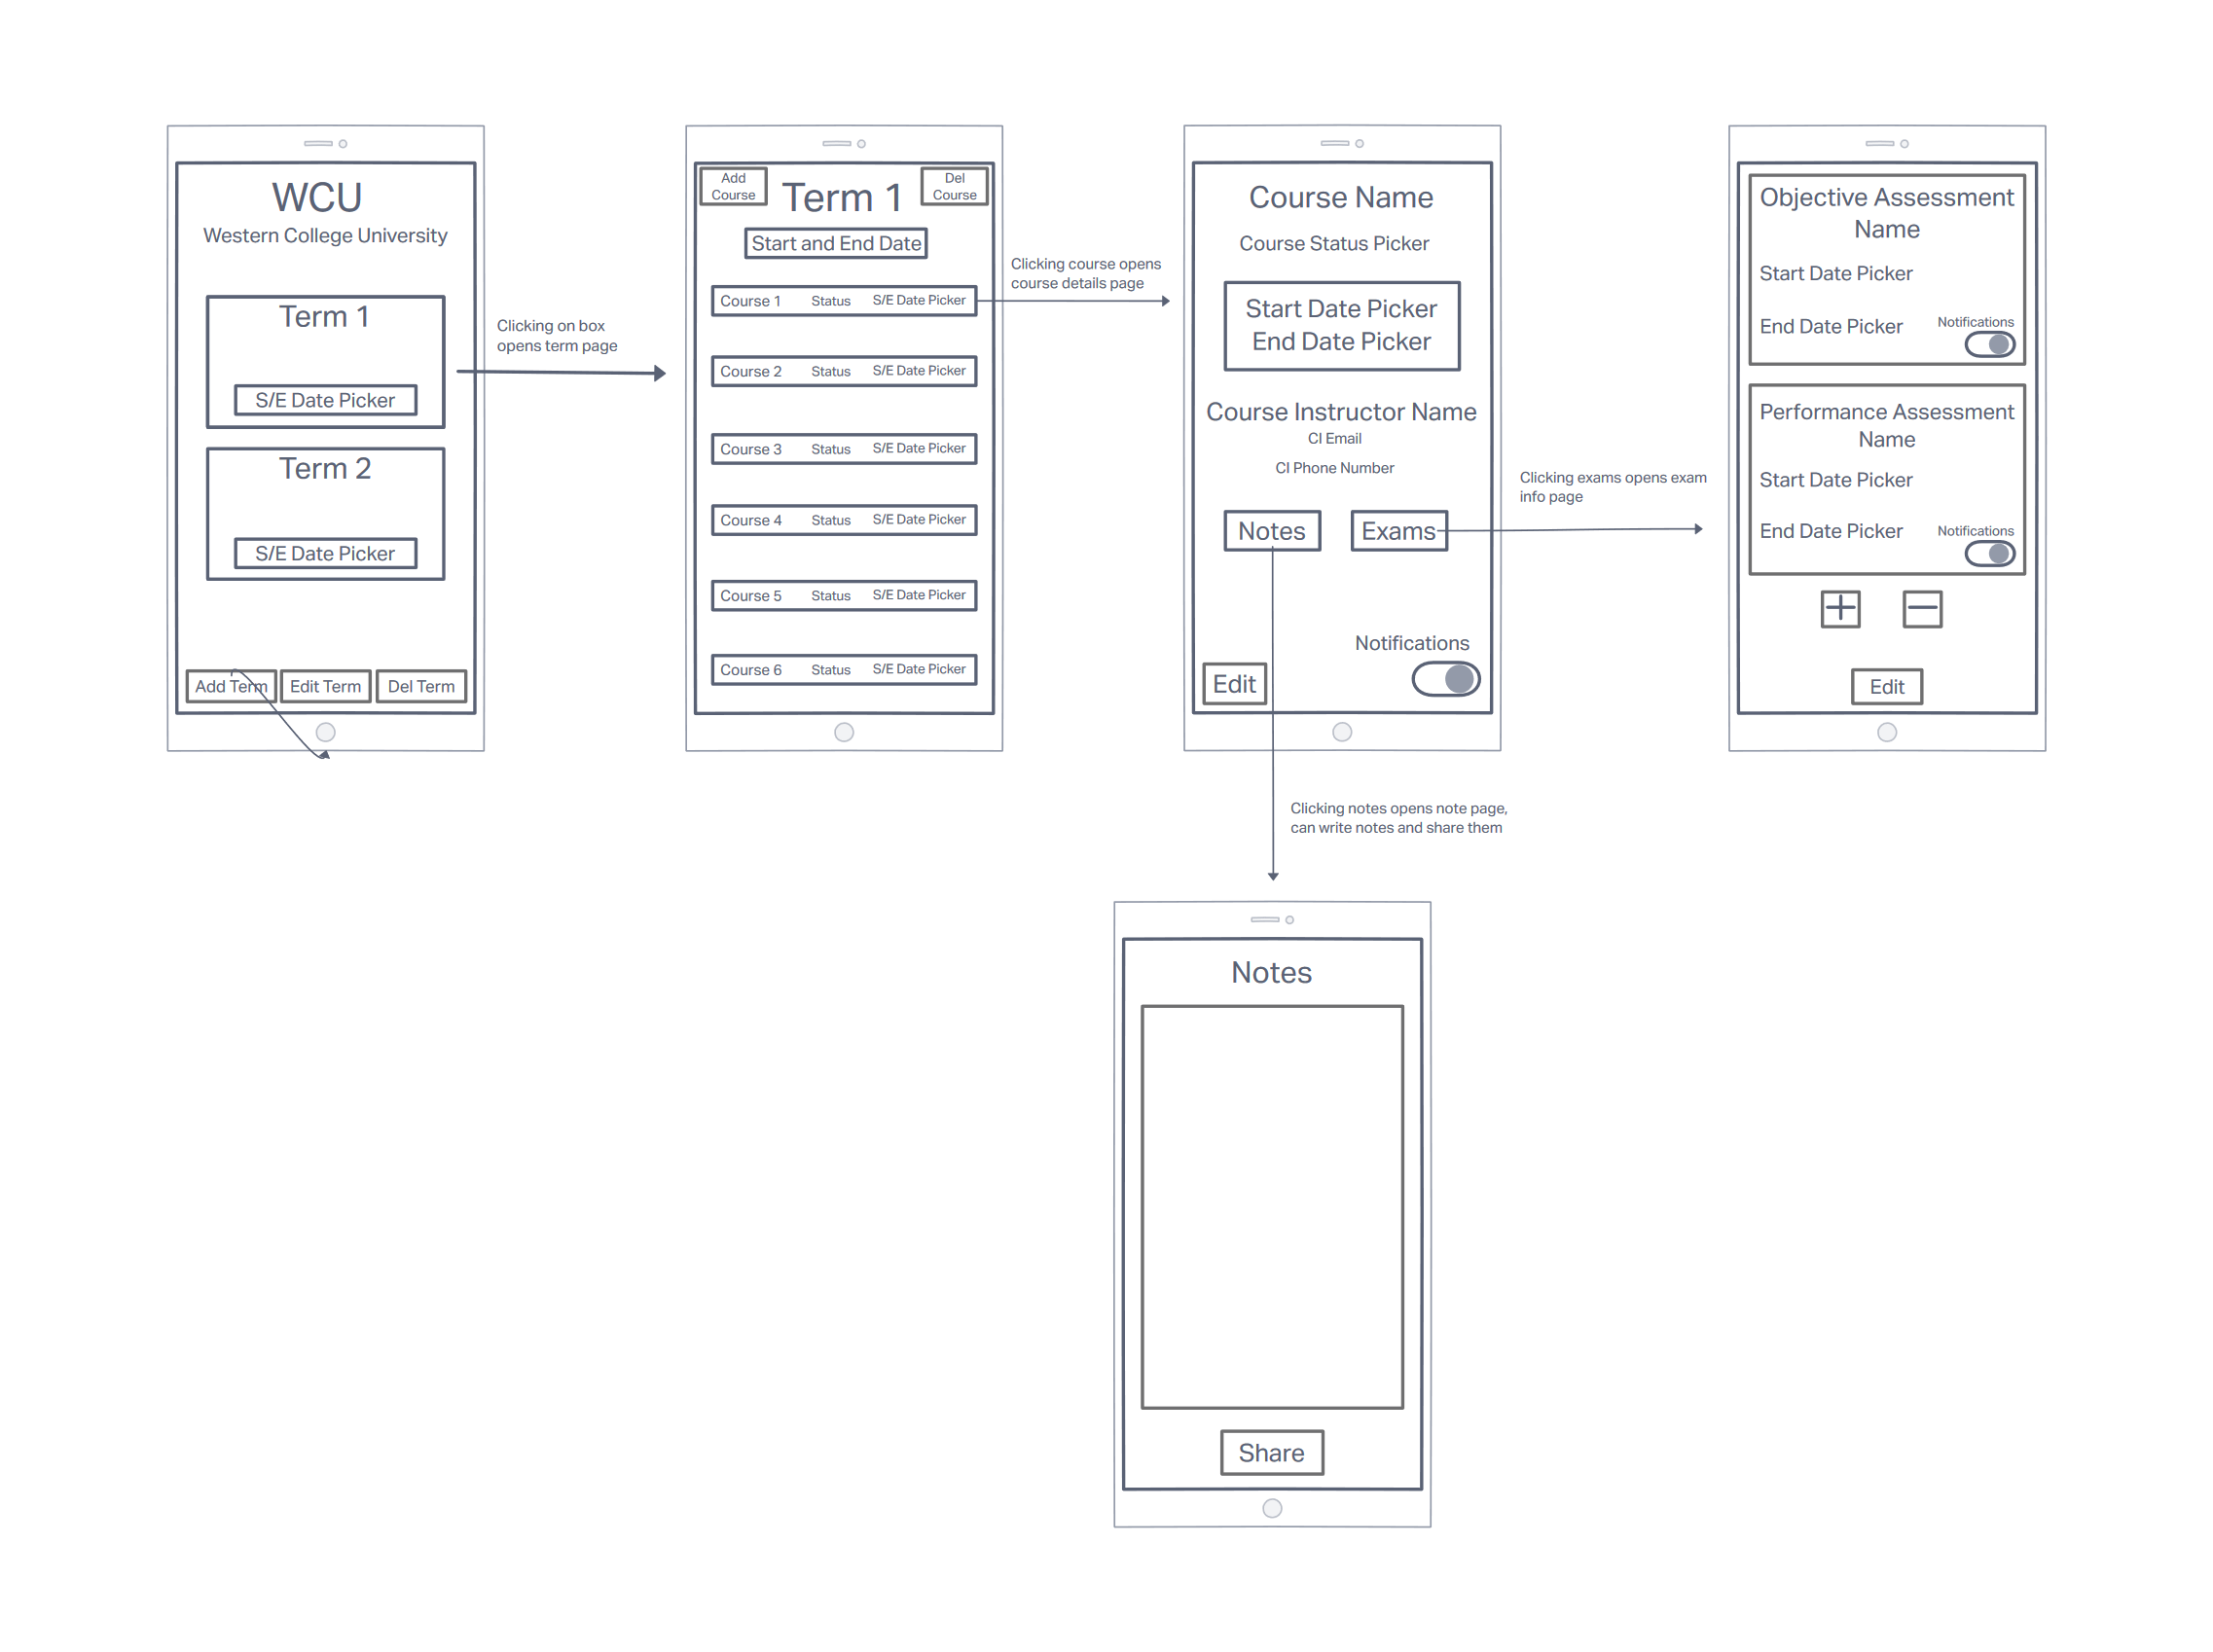 WCU
Western College University
Term 1
S/E Date Picker
Term 2
S/E Date Picker
Add Term
Edit Term
Del Term
Clicking on box
opens term page
Add
Course
Term 1
Del
Course
Start and End Date
Course 1 Status S/E Date Picker
Course 2 Status S/E Date Picker
Course 3 Status S/E Date Picker
Course 4 Status S/E Date Picker
Course 5 Status S/E Date Picker
Course 6 Status S/E Date Picker
Clicking course opens
course details page
Course Name
Course Status Picker
Start Date Picker
End Date Picker
Course Instructor Name
CI Email
CI Phone Number
Notes
Exams
Notifications
Edit
Clicking exams opens exam
info page
Objective Assessment
Name
Start Date Picker
End Date Picker
Notifications
Performance Assessment
Name
Start Date Picker
End Date Picker
Notifications
Edit
Clicking notes opens note page,
can write notes and share them
Notes
Share